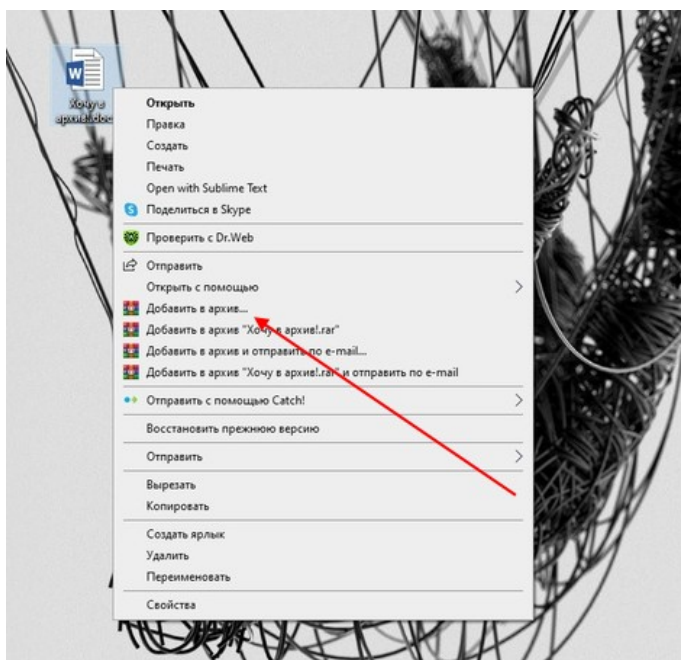 Хочу в
архив!.doc
Открыть
Правка
Создать
Печать
Open with Sublime Text
Поделиться в Skype
Проверить с Dr.Web
Отправить
Открыть с помощью
Добавить в архив...
Добавить в архив "Хочу в архив!.rar"
Добавить в архив и отправить по e-mail...
Добавить в архив "Хочу в архив!.rar" и отправить по e-mail
Отправить с помощью Catch!
Восстановить прежнюю версию
Отправить
Вырезать
Копировать
Создать ярлык
Удалить
Переименовать
Свойства